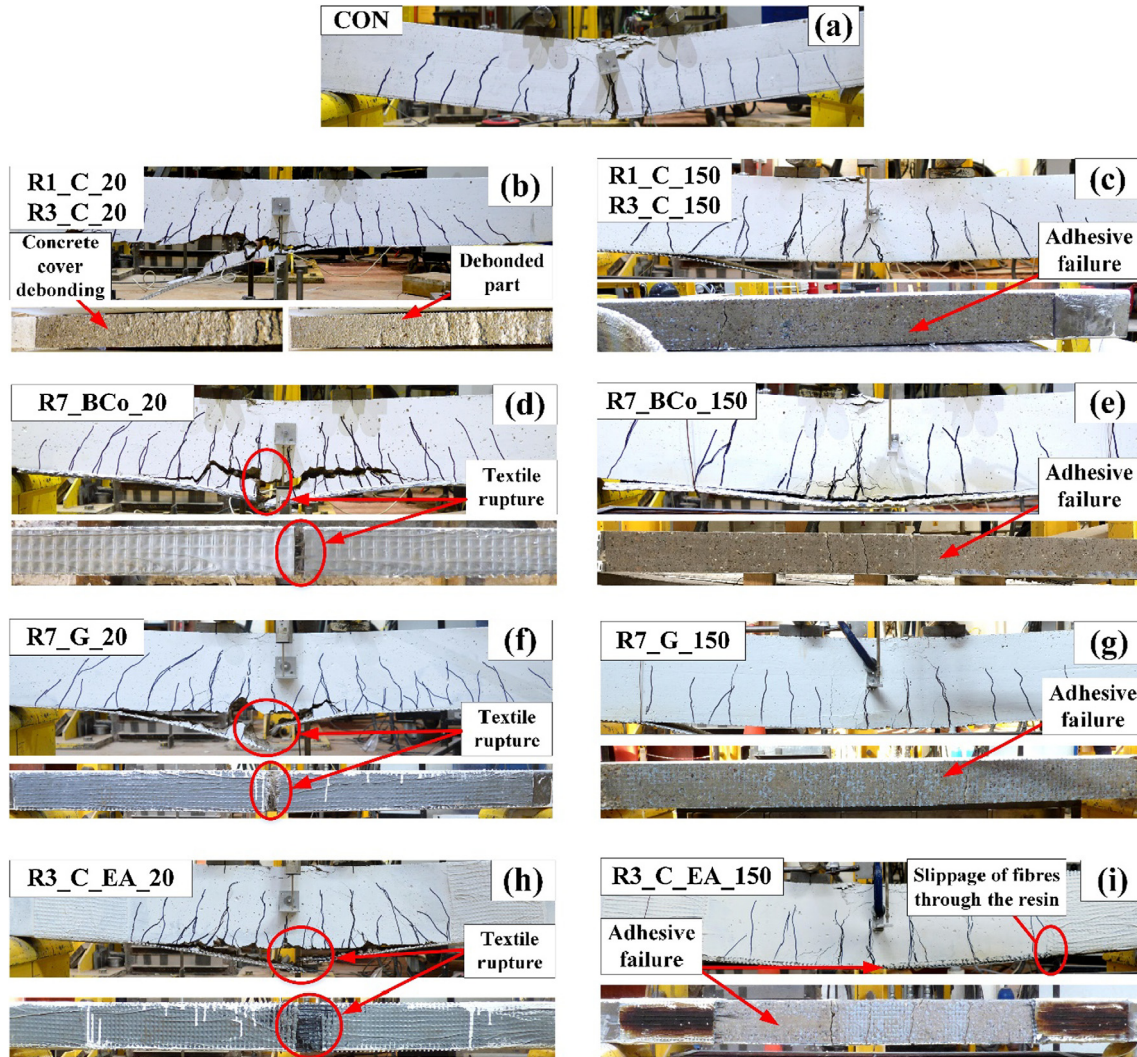 CON
(a)
R1_C_20
R3_C_20
(b)
Concrete
cover
debonding
Debonded
part
R1_C_150
R3_C_150
(c)
Adhesive
failure
R7_BCo_20
(d)
Textile
rupture
R7_BCo_150
(e)
Adhesive
failure
R7_G_20
(f)
Textile
rupture
R7_G_150
(g)
Adhesive
failure
R3_C_EA_20
(h)
Textile
rupture
R3_C_EA_150
(i)
Slippage of fibres
through the resin
Adhesive
failure